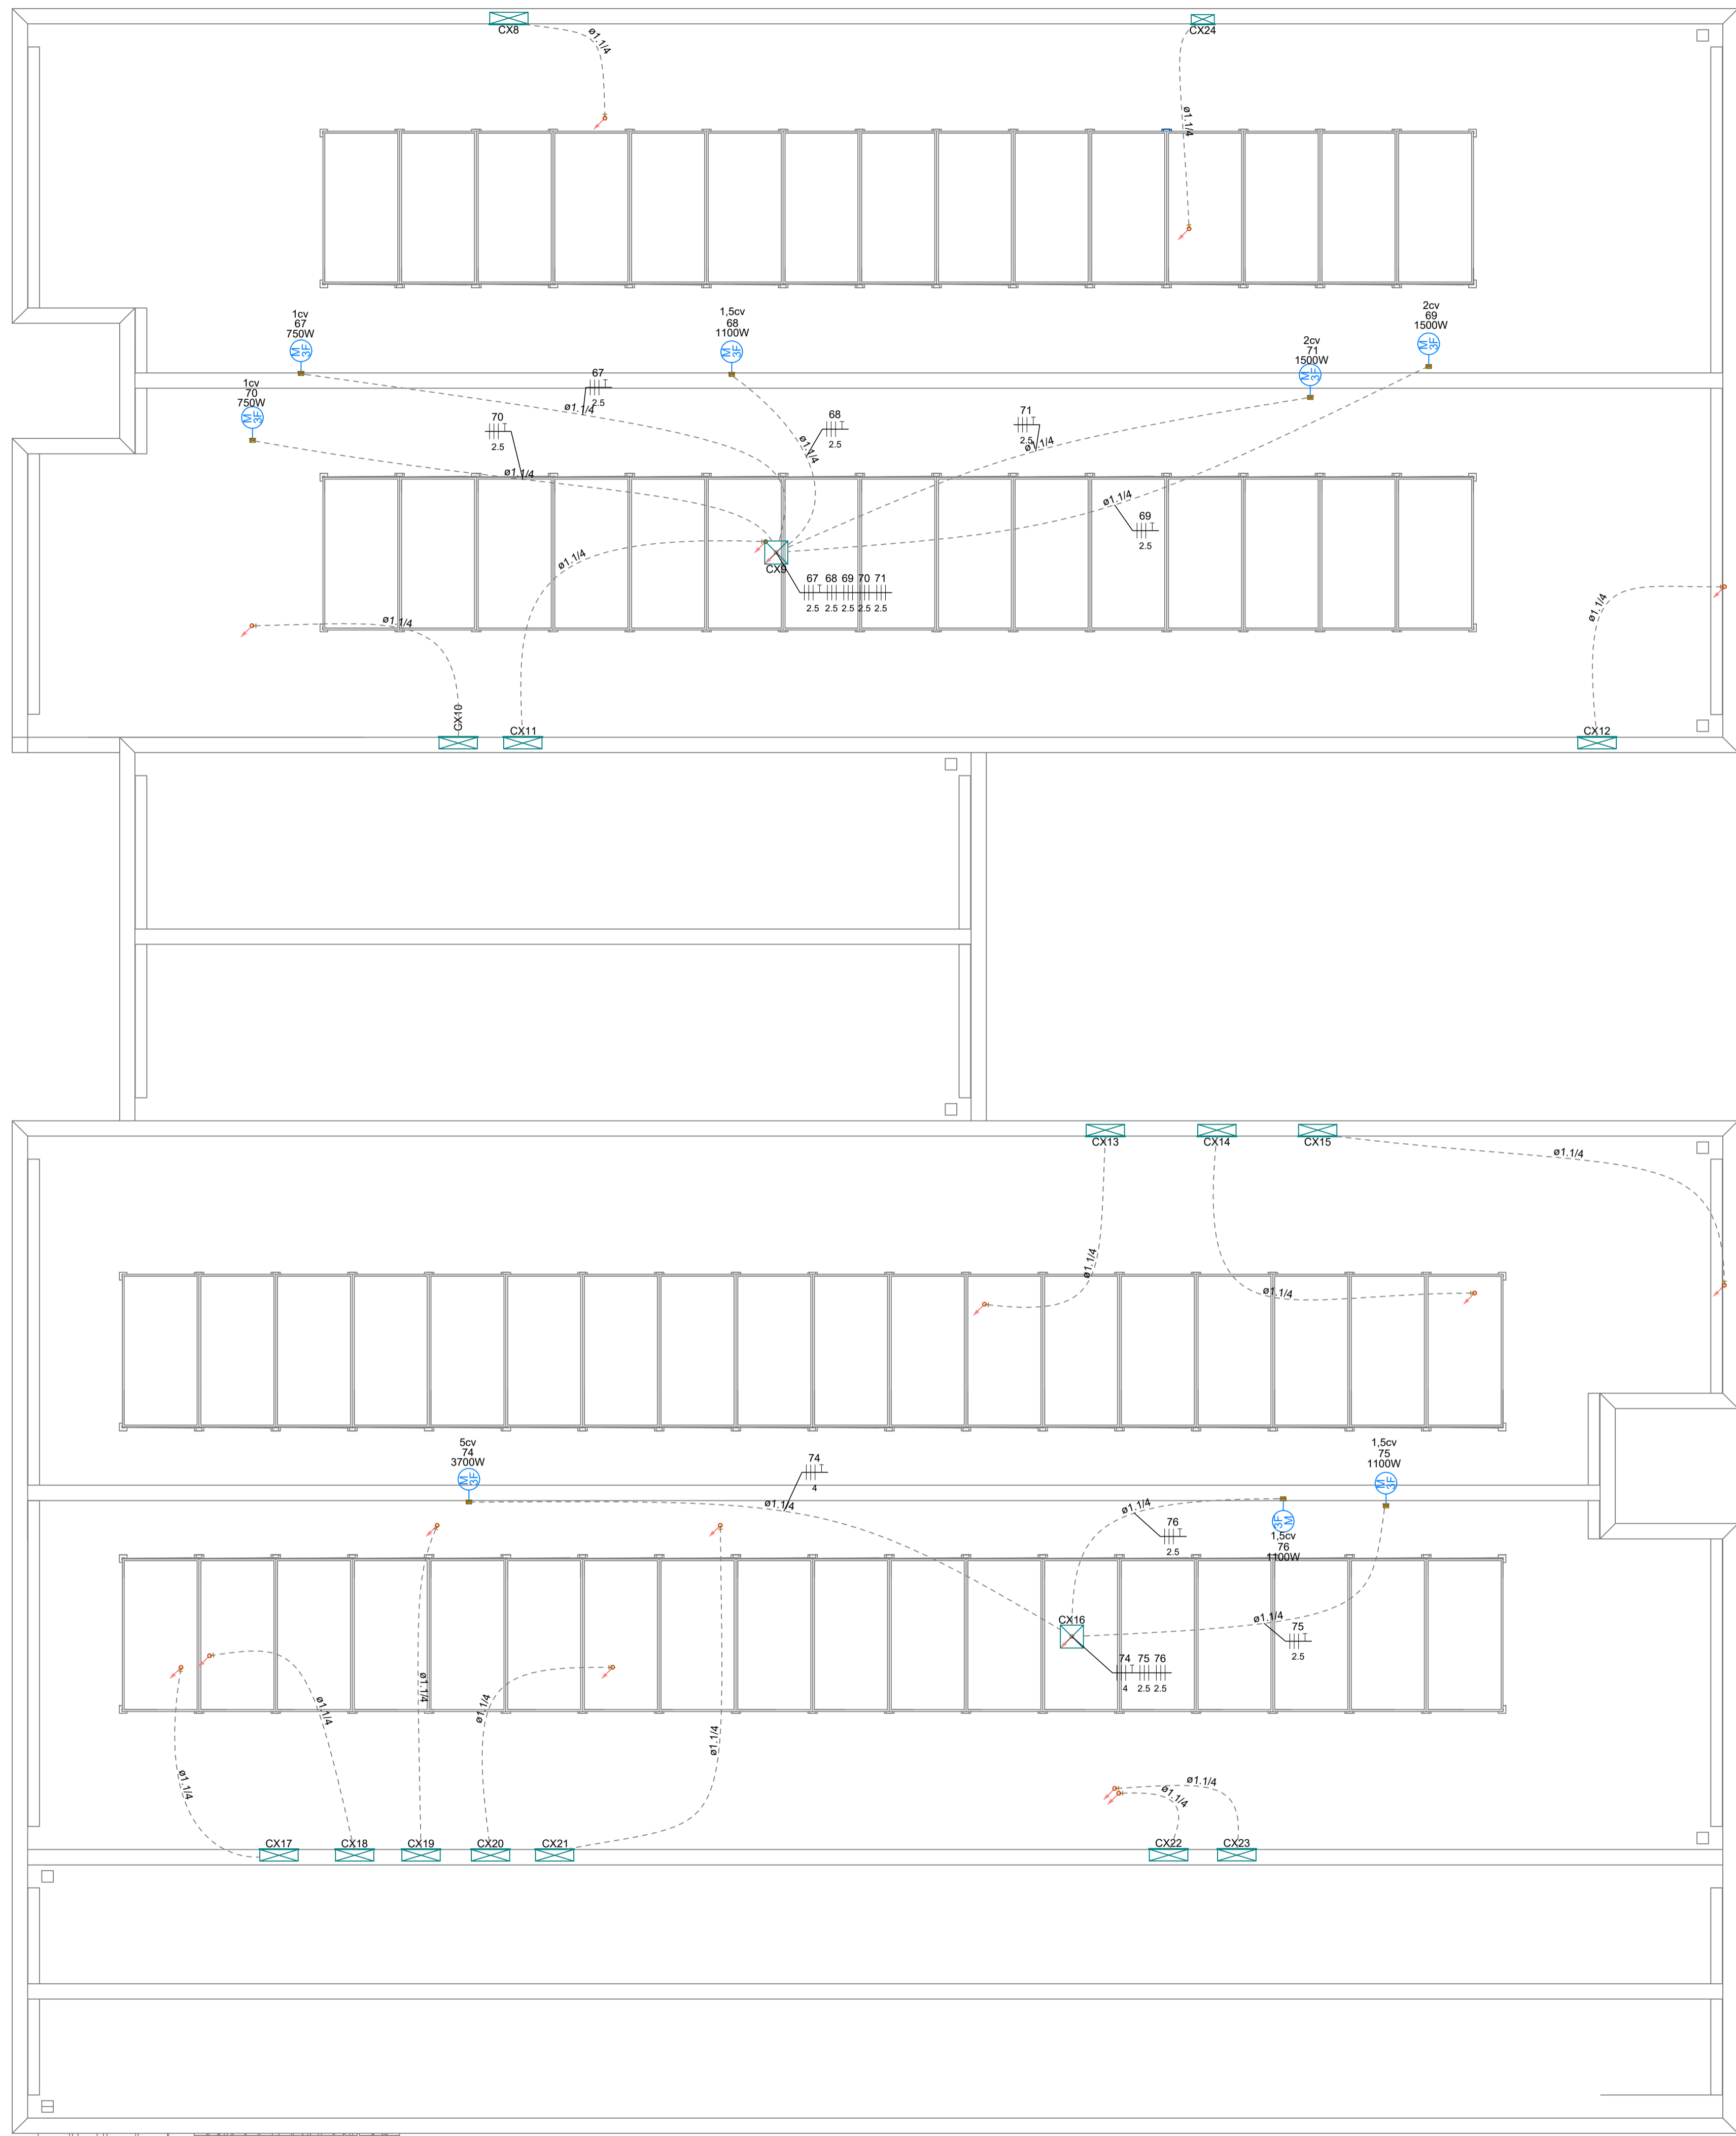 CX8
CX24
ø1.1/4
ø1.1/4
1cv
67
750W
M
3F
1,5cv
68
1100W
M
3F
2cv
69
1500W
M
3F
2cv
71
1500W
M
3F
1cv
70
750W
M
3F
67
2.5
ø1.1/4
70
2.5
ø1.1/4
68
2.5
ø1.1/4
71
2.5
ø1.1/4
ø1.1/4
69
2.5
ø1.1/4
CX9
67 68 69 70 71
2.5 2.5 2.5 2.5 2.5
ø1.1/4
ø1.1/4
CX10
CX11
CX12
CX13
CX14
CX15
ø1.1/4
ø1.1/4
ø1.1/4
5cv
74
3700W
M
3F
74
4
ø1.1/4
1,5cv
75
1100W
M
3F
ø1.1/4
76
2.5
3F
M
1,5cv
76
1100W
CX16
ø1.1/4
75
2.5
74 75 76
4 2.5 2.5
ø1.1/4
ø1.1/4
ø1.1/4
ø1.1/4
ø1.1/4
ø1.1/4
ø1.1/4
CX17
CX18
CX19
CX20
CX21
CX22
CX23